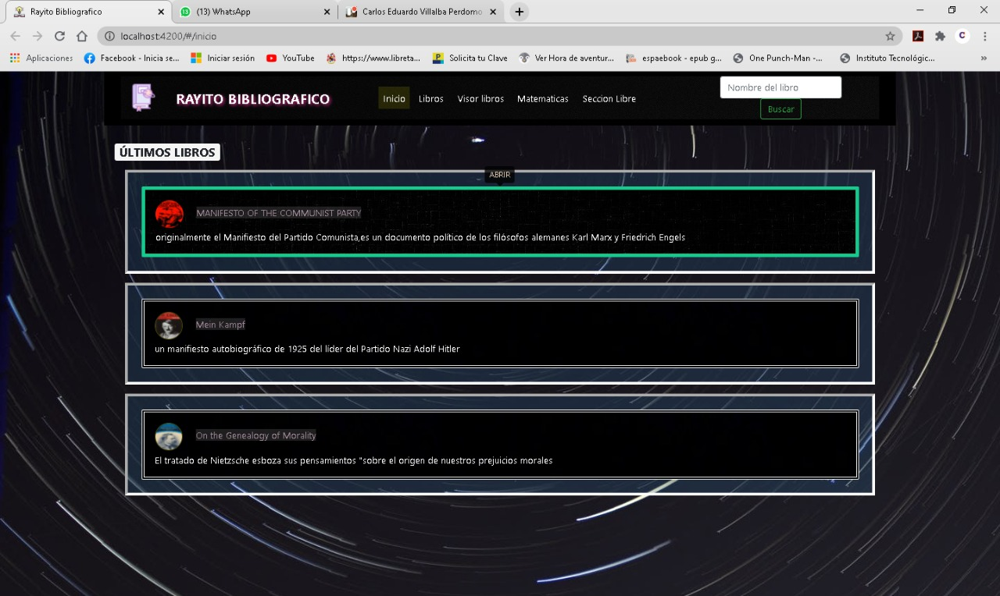 Rayito Bibliografico
(13) WhatsApp
Carlos Eduardo Villalba Perdomo
localhost:4200/#/inicio
Aplicaciones
Facebook - Inicia se...
Iniciar sesión
YouTube
https://www.libreta...
Solicita tu Clave
Ver Hora de aventur...
espaebook - epub g...
One Punch-Man -...
Instituto Tecnológic...
»
RAYITO BIBLIOGRAFICO
Inicio
Libros
Visor libros
Matematicas
Seccion Libre
Nombre del libro
Buscar
ÚLTIMOS LIBROS
ABRIR
MANIFESTO OF THE COMMUNIST PARTY
originalmente el Manifiesto del Partido Comunista,es un documento político de los filósofos alemanes Karl Marx y Friedrich Engels
Mein Kampf
un manifiesto autobiográfico de 1925 del líder del Partido Nazi Adolf Hitler
On the Genealogy of Morality
El tratado de Nietzsche esboza sus pensamientos "sobre el origen de nuestros prejuicios morales